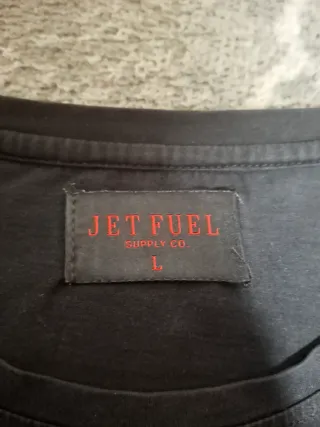 JET FUEL
SUPPLY CO.
L